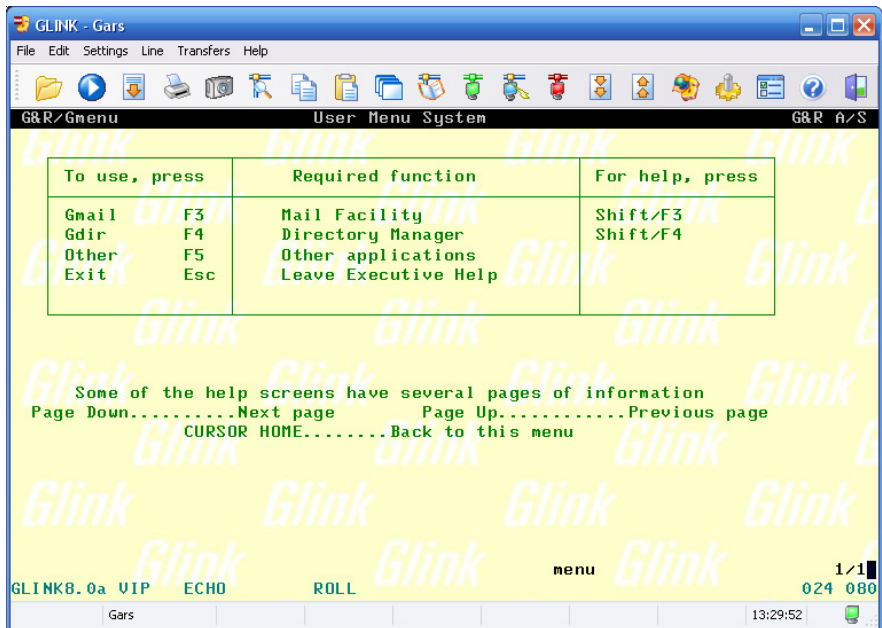 GLINK - Gars
File Edit Settings Line Transfers Help
G&R/Gmenu User Menu System G&R A/S
To use, press Required function For help, press
Gmail F3 Mail Facility Shift/F3
Gdir F4 Directory Manager Shift/F4
Other F5 Other applications
Exit Esc Leave Executive Help
Some of the help screens have several pages of information
Page Down..........Next page Page Up............Previous page
CURSOR HOME........Back to this menu
Glink Glink Glink Glink
menu 1/1
GLINK8.0a VIP ECHO ROLL 024 080
Gars 13:29:52